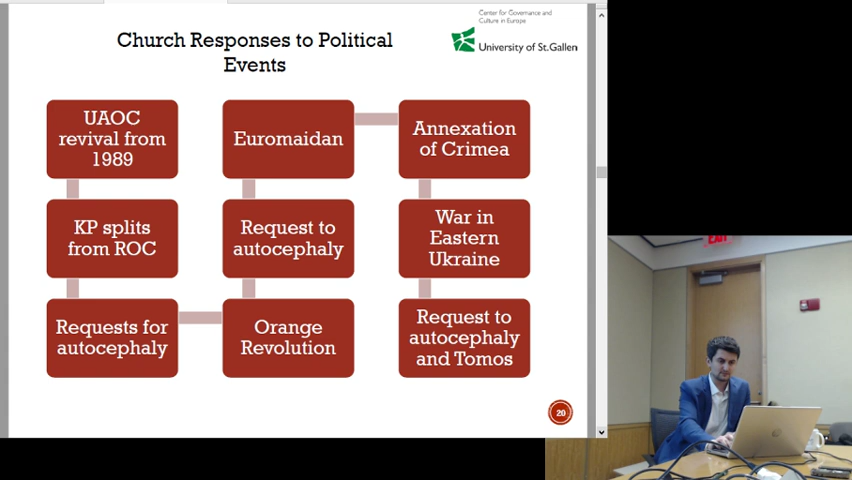 Center for Governance and
Culture in Europe
University of St.Gallen
Church Responses to Political
Events
UAOC
revival from
1989
KP splits
from ROC
Requests for
autocephaly
Orange
Revolution
Request to
autocephaly
Euromaidan
Annexation
of Crimea
War in
Eastern
Ukraine
Request to
autocephaly
and Tomos
20
EXIT